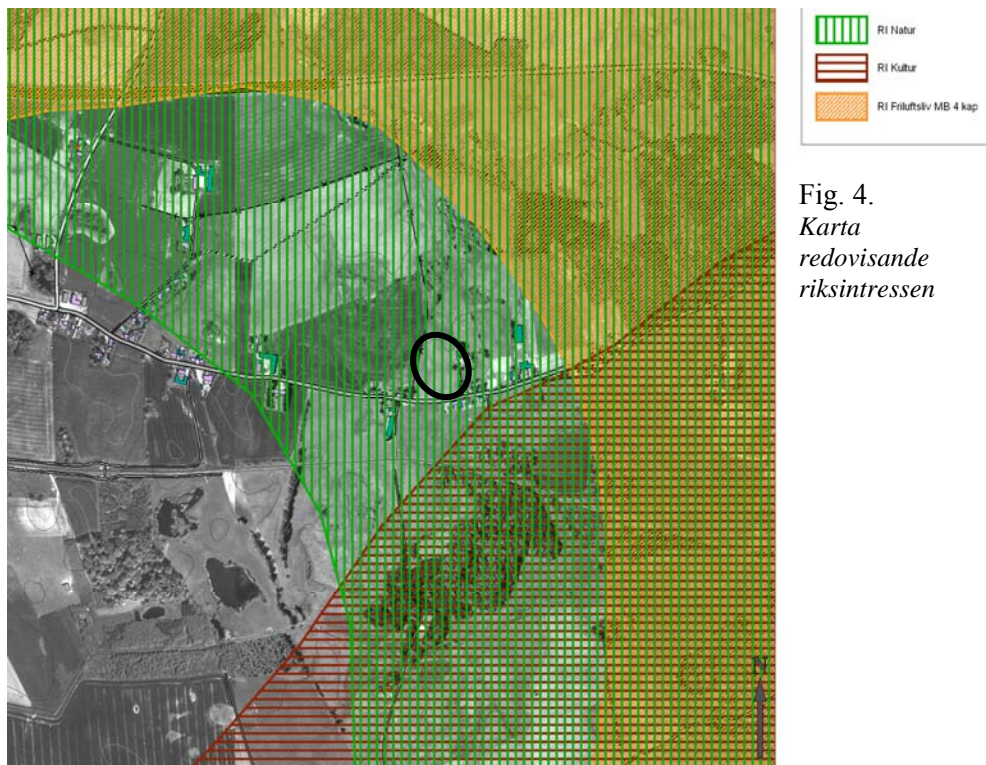 RI Natur
RI Kultur
RI Friluftsliv MB 4 kap
Fig. 4.
Karta
redovisande
riksintressen
N